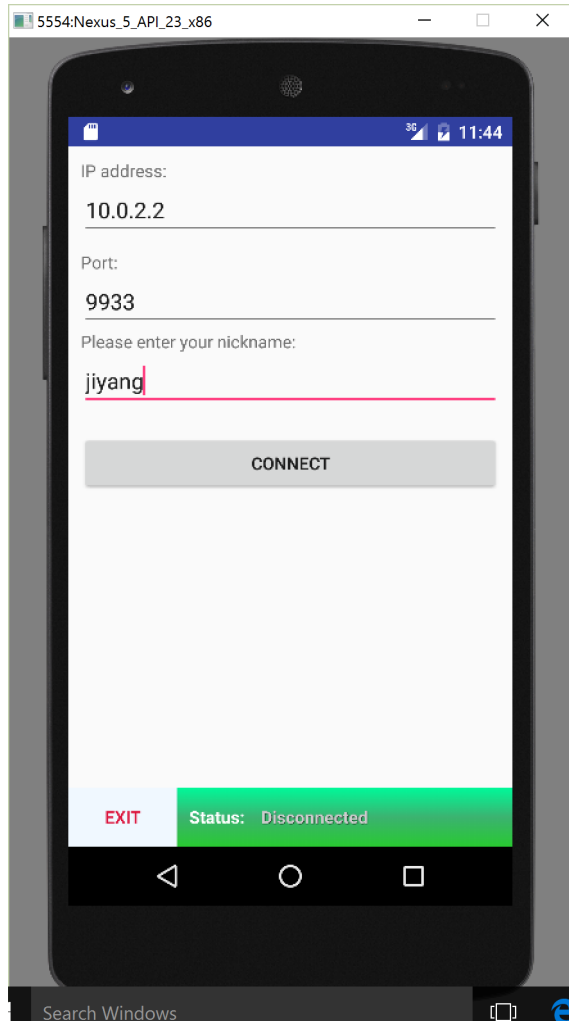 5554:Nexus_5_API_23_x86
3G 11:44
IP address:
10.0.2.2
Port:
9933
Please enter your nickname:
jiyang
CONNECT
EXIT Status: Disconnected
Search Windows